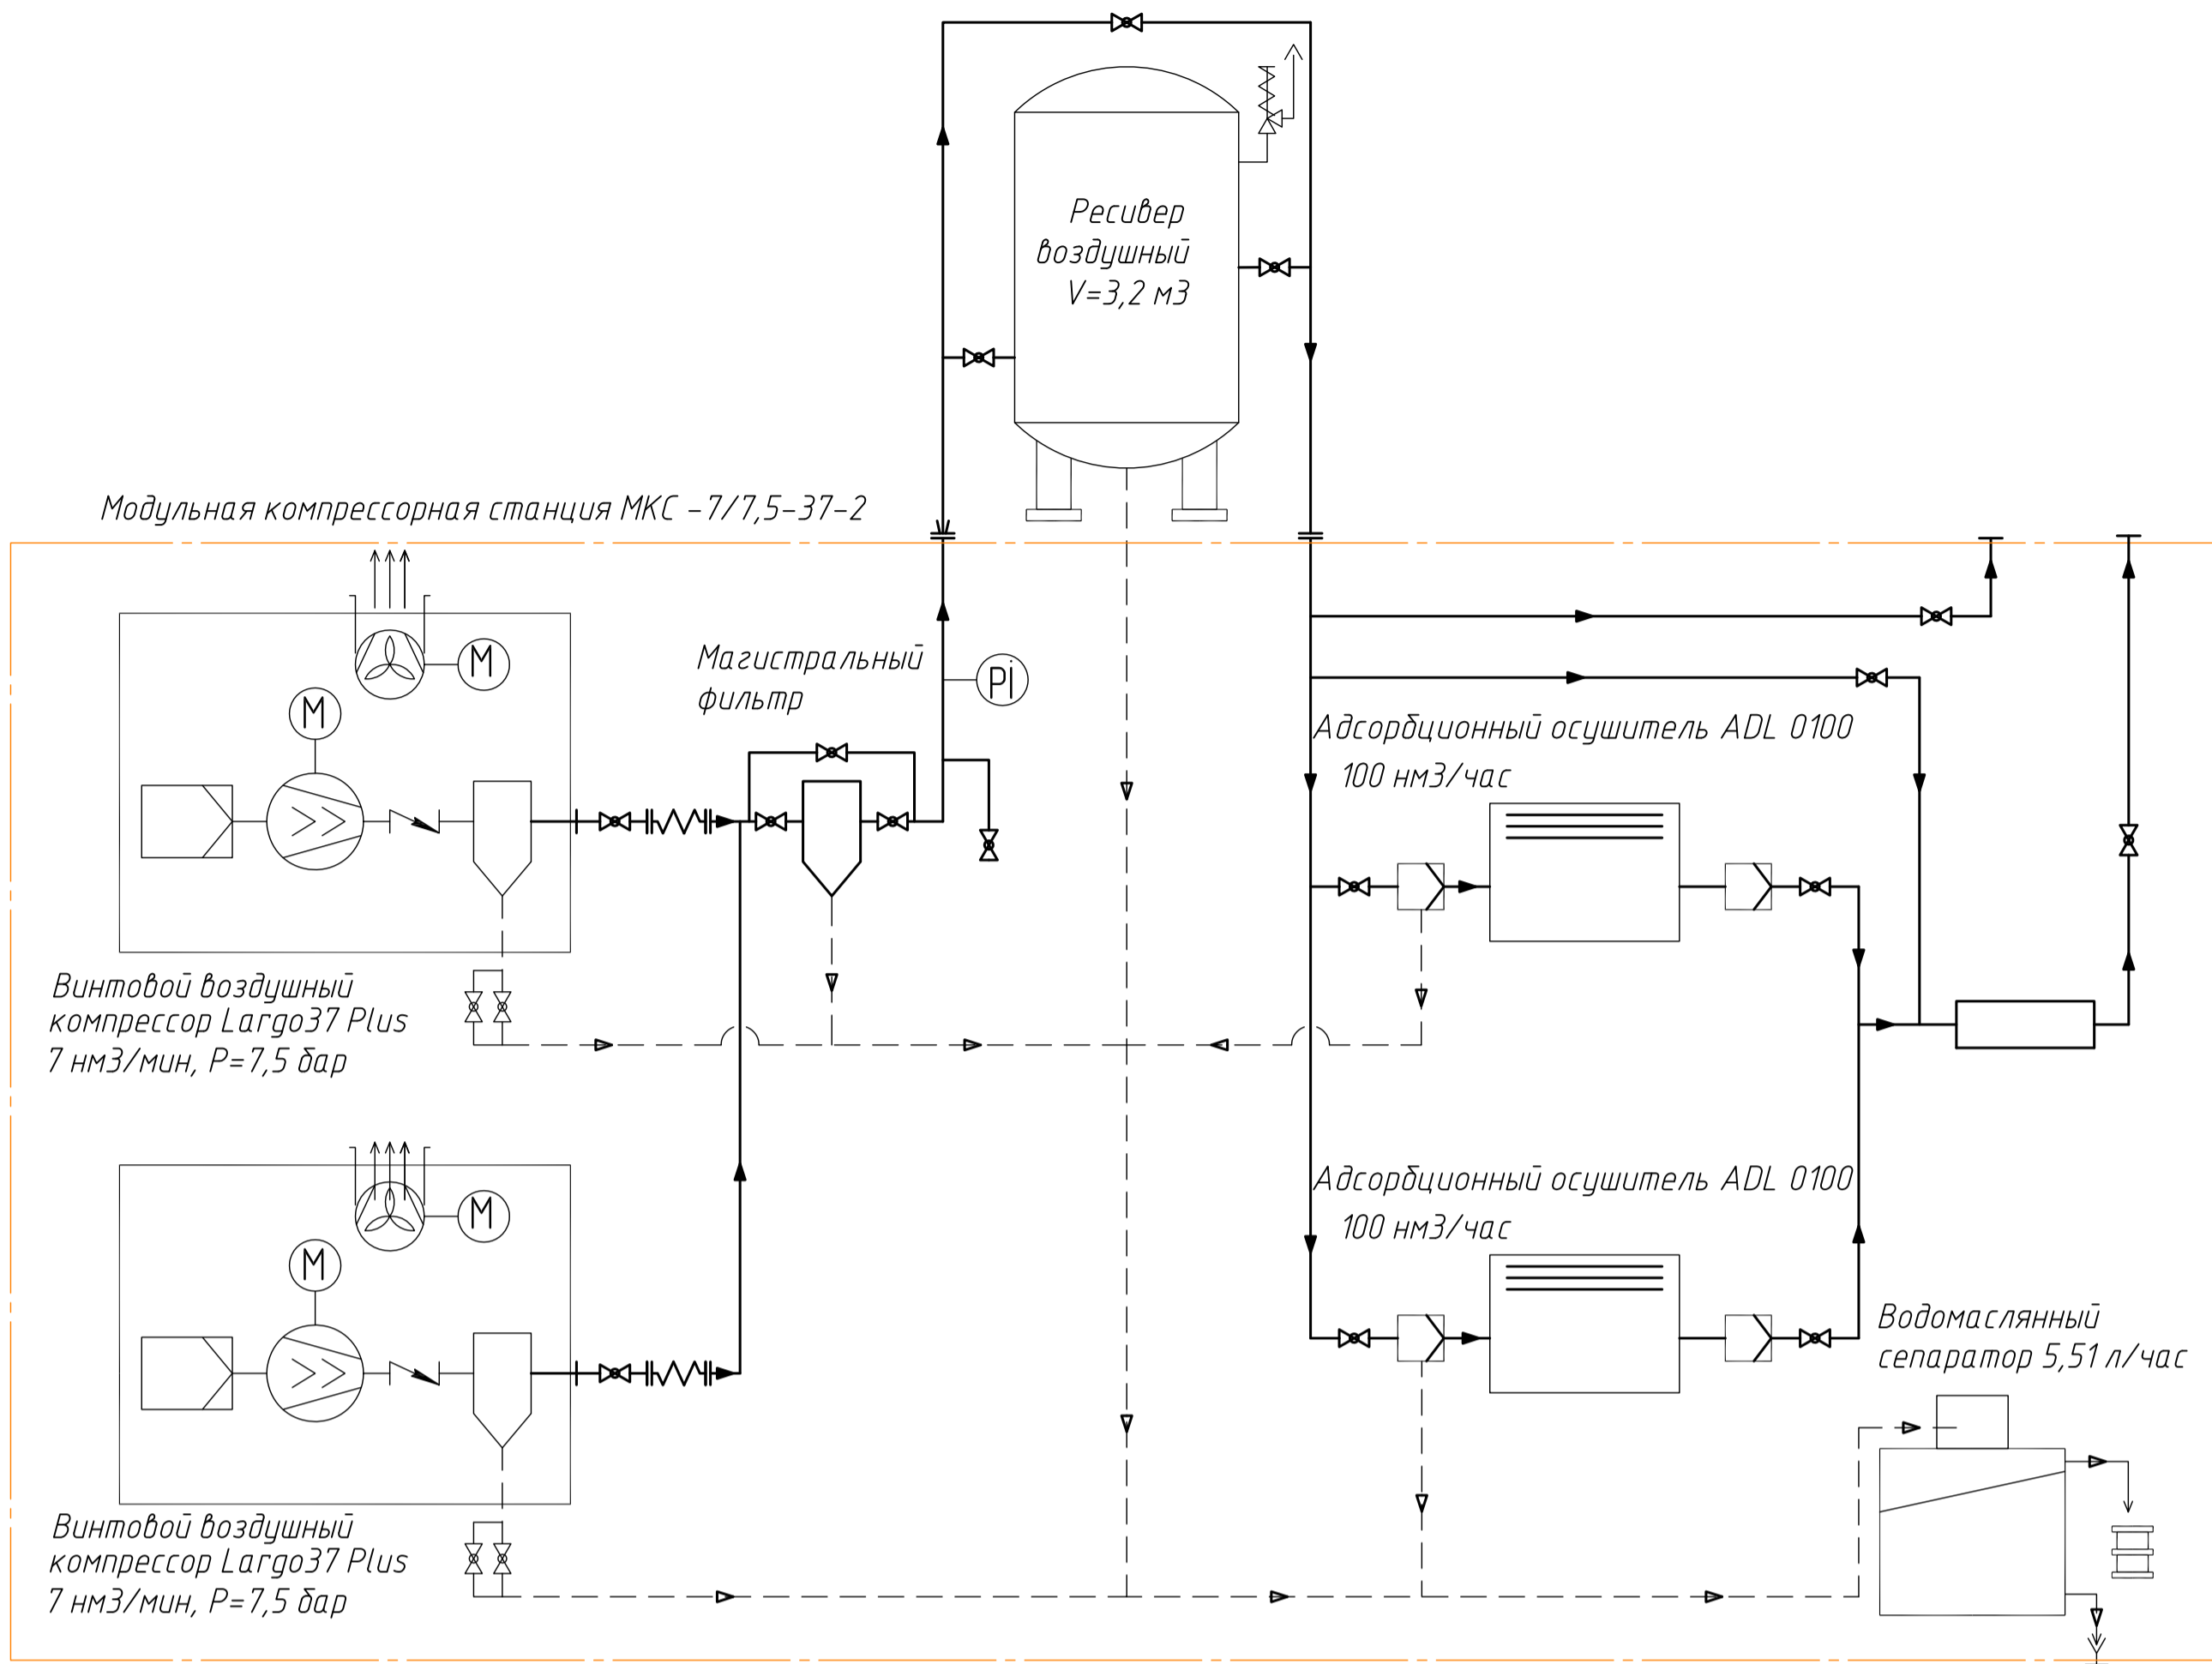 Ресивер
воздушный
V=3,2 м3
Модульная компрессорная станция МКС -7/7,5-37-2
М
М
Магистральный
фильтр
Pi
Адсорбционный осушитель ADL 0100
100 нм3/час
Винтовой воздушный
компрессор Largo37 Plus
7 нм3/мин, Р=7,5 бар
М
М
Адсорбционный осушитель ADL 0100
100 нм3/час
Водомаслянный
сепаратор 5,51 л/час
Винтовой воздушный
компрессор Largo37 Plus
7 нм3/мин, Р=7,5 бар